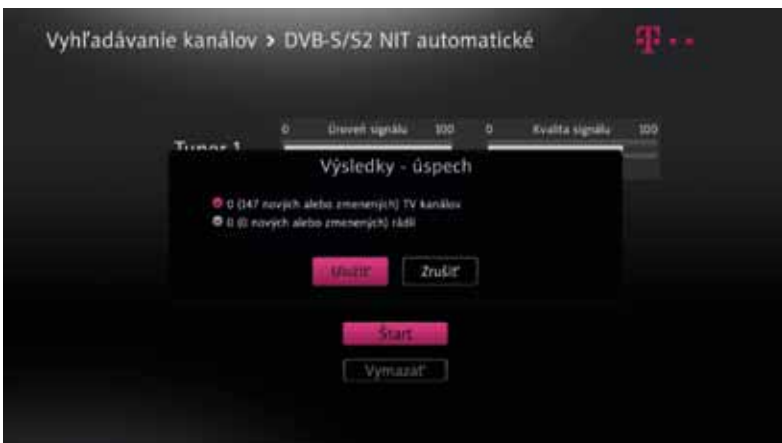 Vyhľadávanie kanálov > DVB-S/S2 NIT automatické
T
0 Úroveň signálu 100 0 Kvalita signálu 100
Tuner 1
Výsledky - úspech
0 (147 nových alebo zmenených) TV kanálov
0 (0 nových alebo zmenených) rádií
Uložiť Zrušiť
Štart
Vymazať